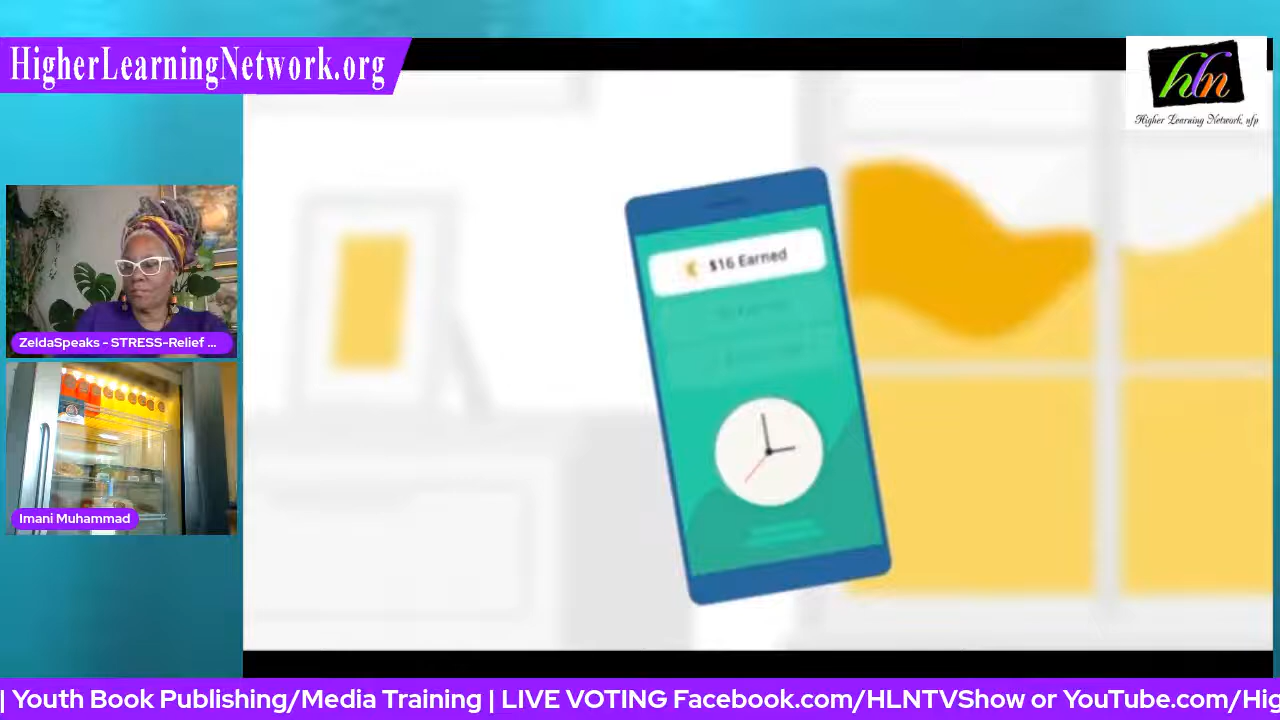 HigherLearningNetwork.org
hln
Higher Learning Network, nfp
$16 Earned
ZeldaSpeaks - STRESS-Relief ...
Imani Muhammad
| Youth Book Publishing/Media Training | LIVE VOTING Facebook.com/HLNTVShow or YouTube.com/Hig